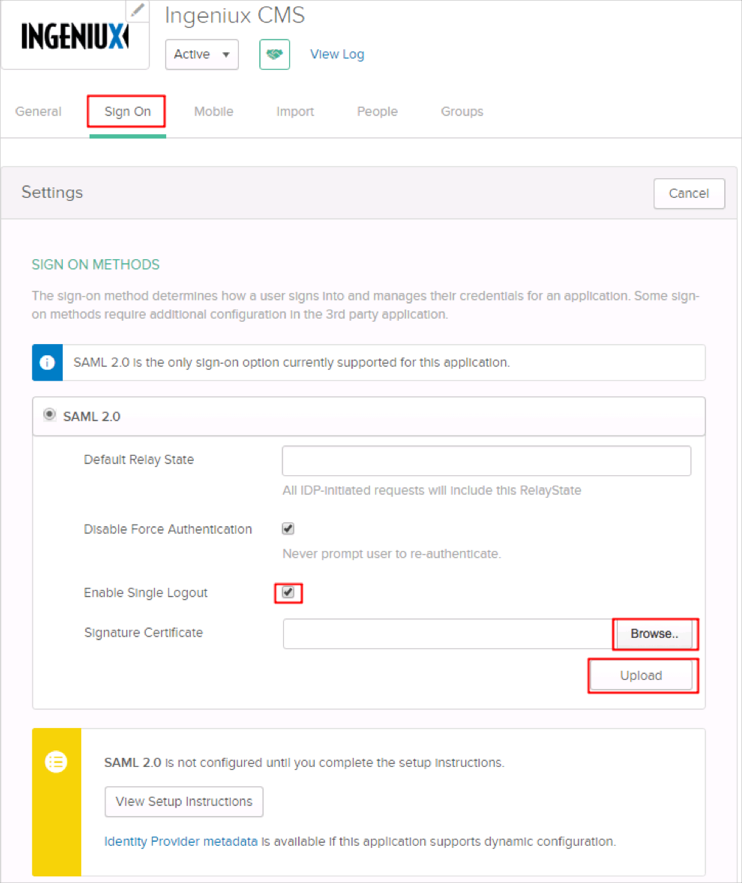 INGENIUX
Ingeniux CMS
Active
View Log
General
Sign On
Mobile
Import
People
Groups
Settings
Cancel
SIGN ON METHODS
The sign-on method determines how a user signs into and manages their credentials for an application. Some sign-
on methods require additional configuration in the 3rd party application.
SAML 2.0 is the only sign-on option currently supported for this application.
SAML 2.0
Default Relay State
All IDP-initiated requests will include this RelayState
Disable Force Authentication
Never prompt user to re-authenticate.
Enable Single Logout
Signature Certificate
Browse..
Upload
SAML 2.0 is not configured until you complete the setup instructions.
View Setup Instructions
Identity Provider metadata is available if this application supports dynamic configuration.